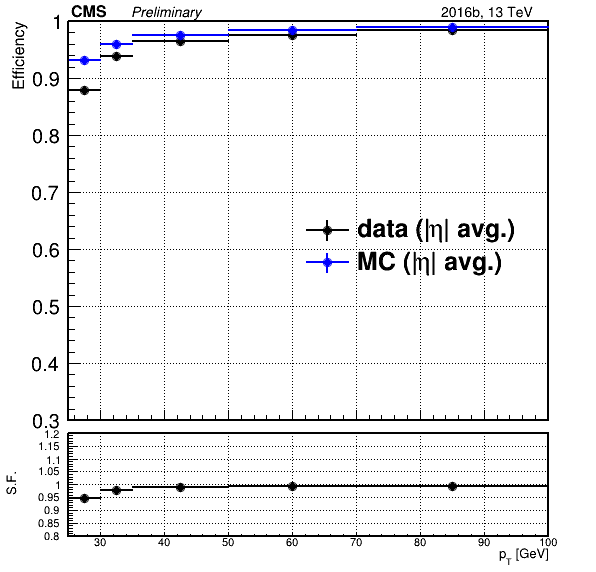 CMS Preliminary 2016b, 13 TeV
Efficiency
1
0.9
0.8
0.7
0.6
0.5
0.4
0.3
data (|η| avg.)
MC (|η| avg.)
S.F.
1.2
1.15
1.1
1.05
1
0.95
0.9
0.85
0.8
30 40 50 60 70 80 90 100
p_T [GeV]